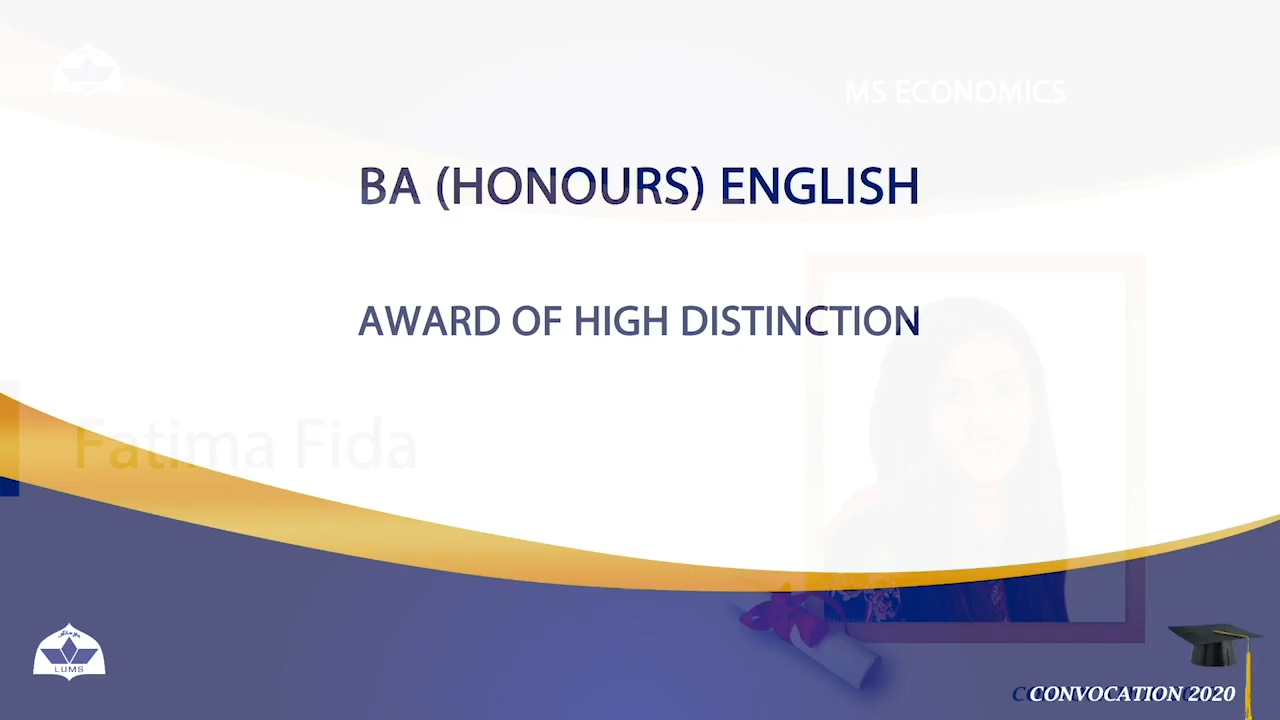 MS ECONOMICS
BA (HONOURS) ENGLISH
AWARD OF HIGH DISTINCTION
Fatima Fida
LUMS
CONVOCATION 2020